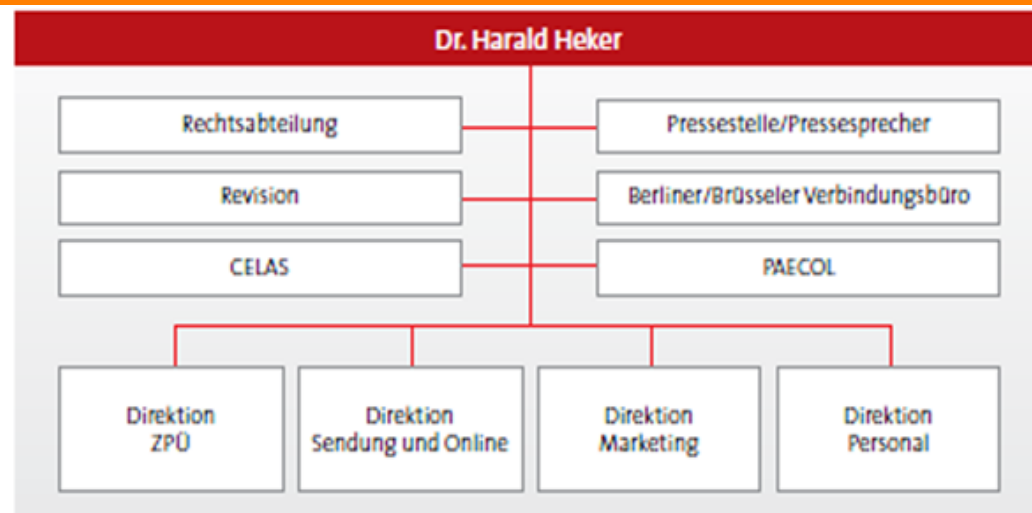 Dr. Harald Heker
Rechtsabteilung
Pressestelle/Pressesprecher
Revision
Berliner/Brüsseler Verbindungsbüro
CELAS
PAECOL
Direktion
ZPÜ
Direktion
Sendung und Online
Direktion
Marketing
Direktion
Personal